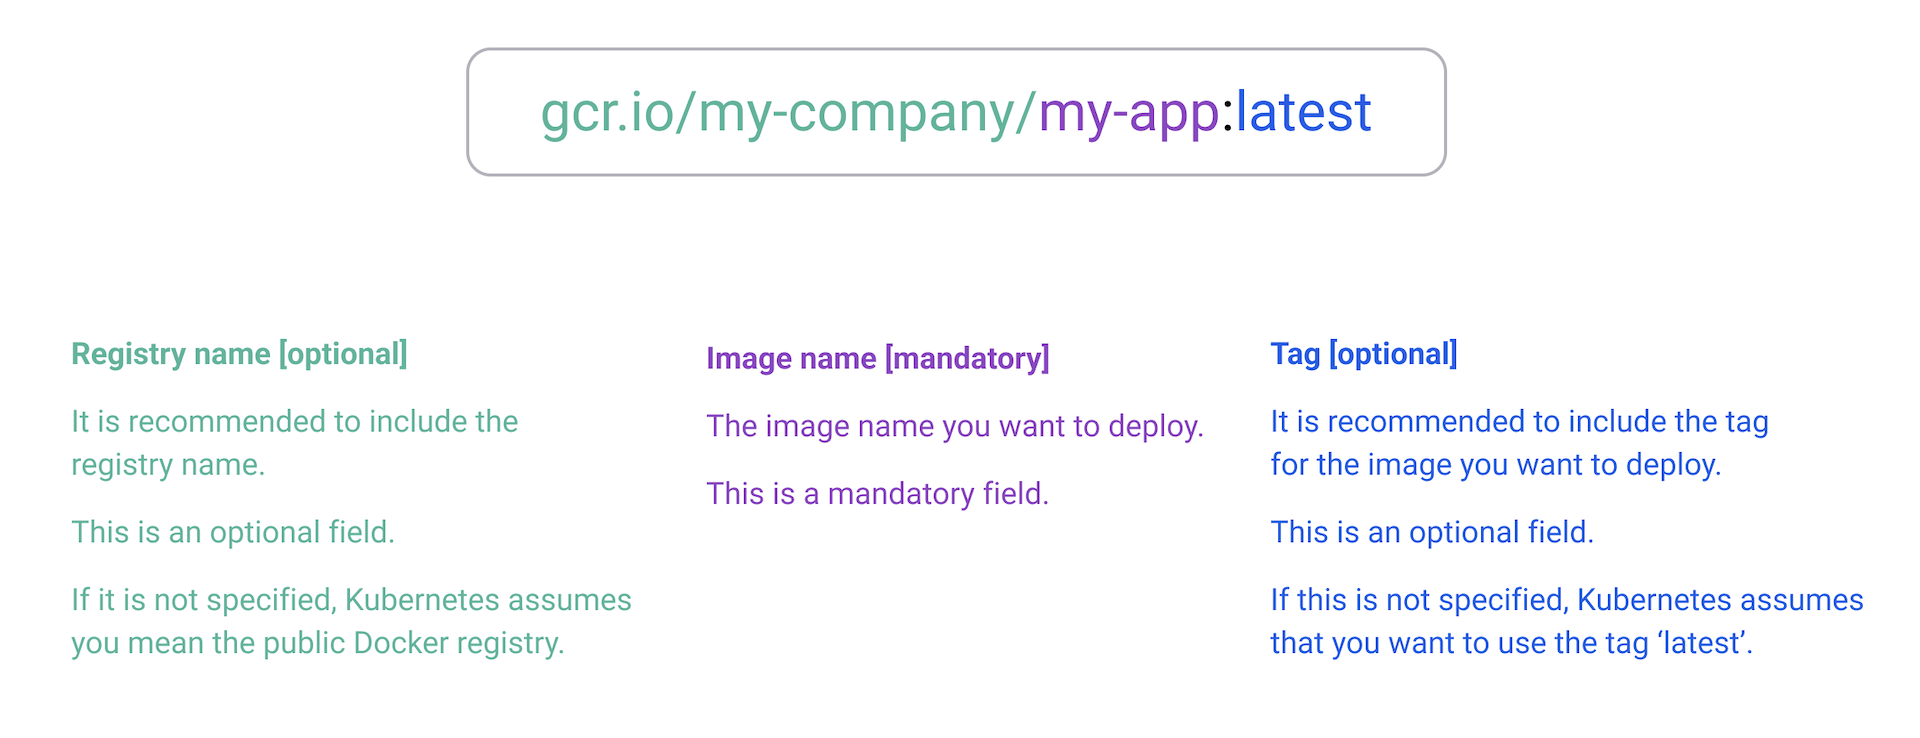 gcr.io/my-company/my-app:latest
Registry name [optional]
It is recommended to include the
registry name.
This is an optional field.
If it is not specified, Kubernetes assumes
you mean the public Docker registry.
Image name [mandatory]
The image name you want to deploy.
This is a mandatory field.
Tag [optional]
It is recommended to include the tag
for the image you want to deploy.
This is an optional field.
If this is not specified, Kubernetes assumes
that you want to use the tag ‘latest’.